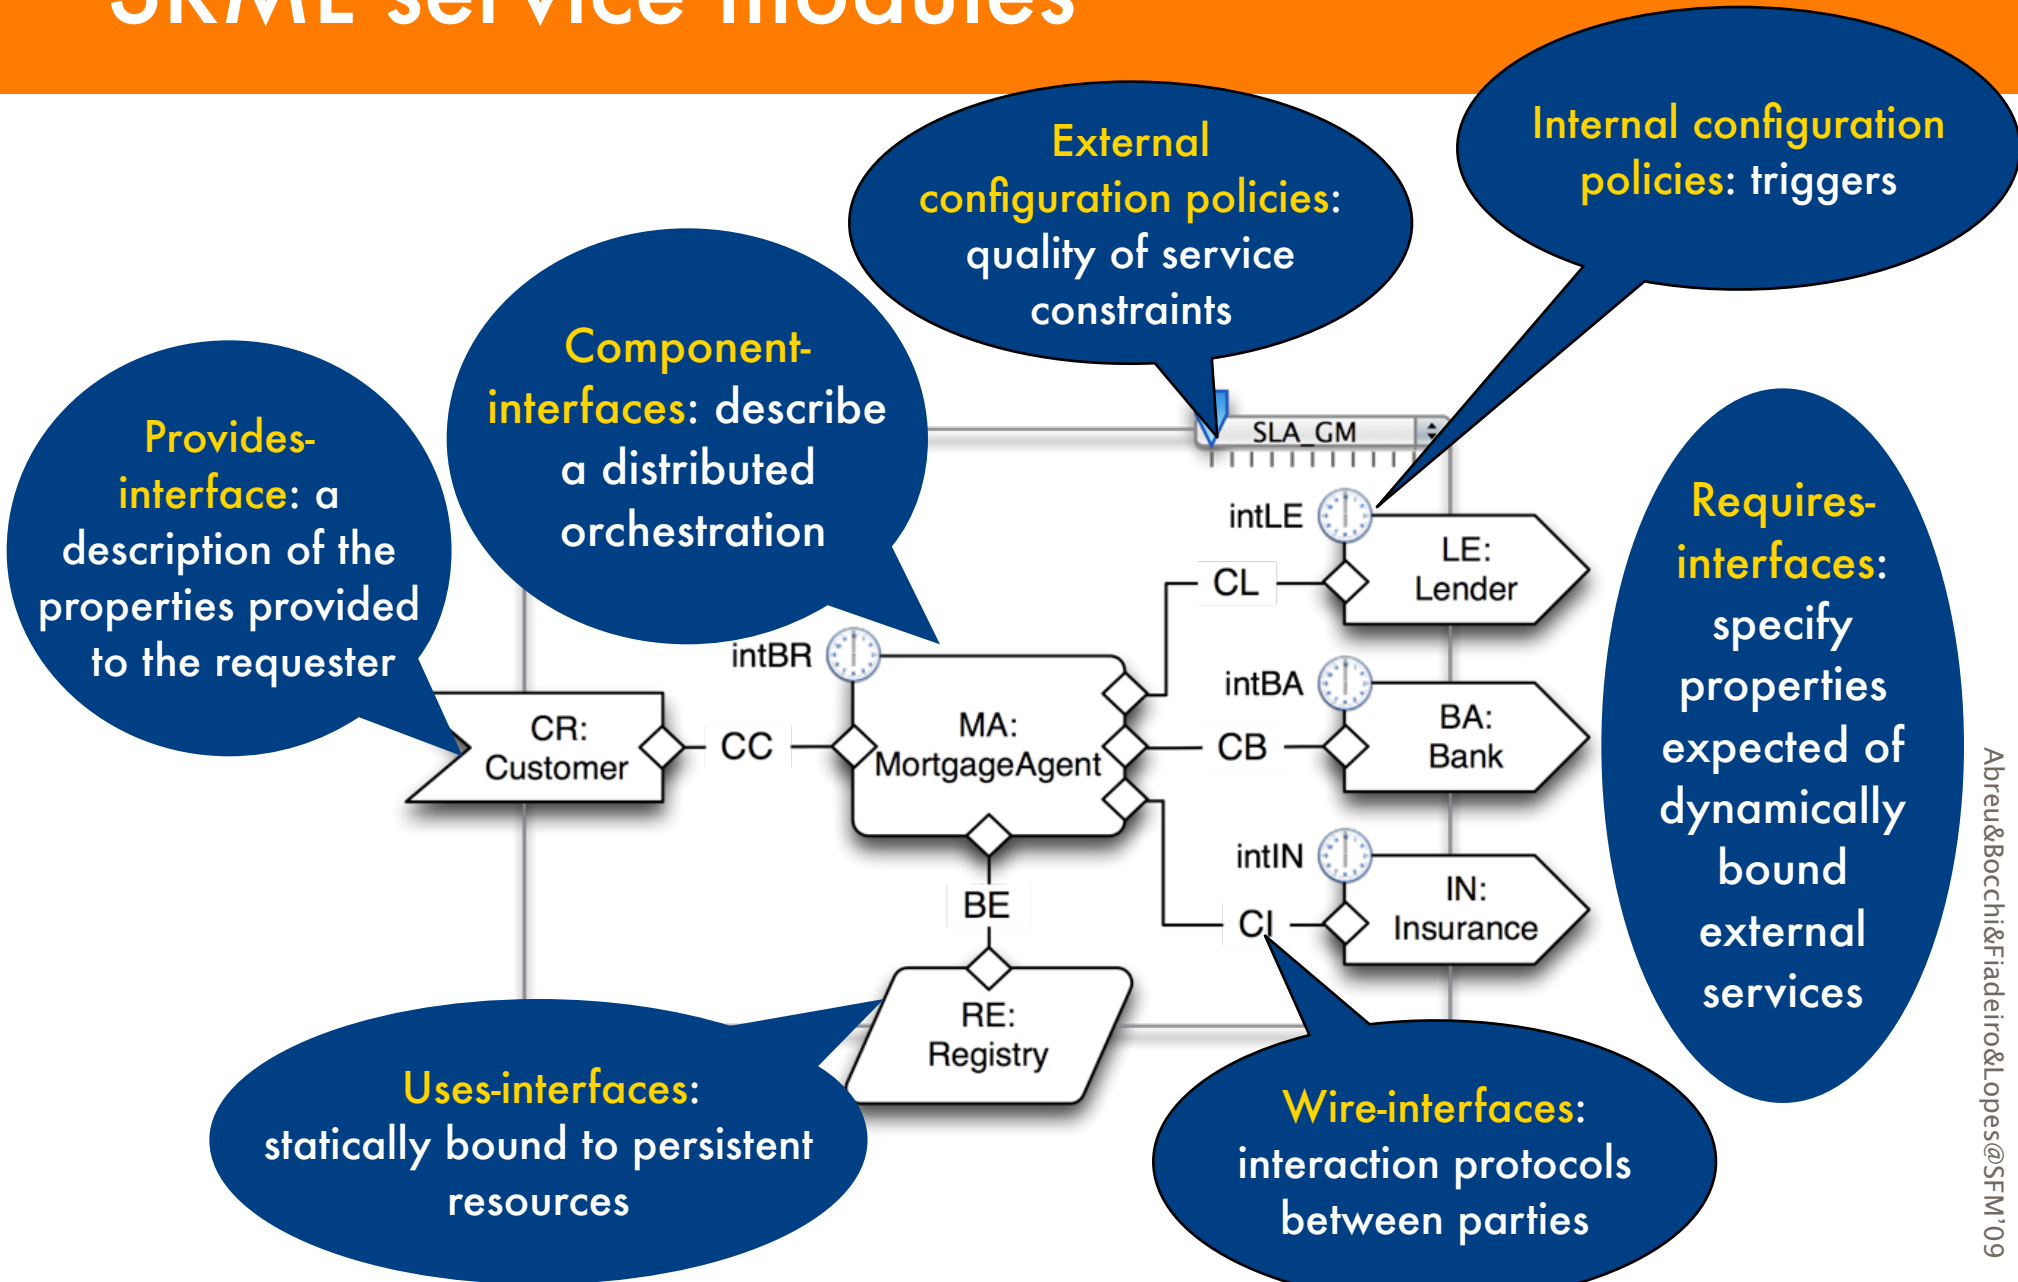 SRML service modules
External
configuration policies:
quality of service
constraints
Internal configuration
policies: triggers
Component-
interfaces: describe
a distributed
orchestration
Provides-
interface: a
description of the
properties provided
to the requester
Requires-
interfaces:
specify
properties
expected of
dynamically
bound
external
services
SLA_GM
intLE
LE:
Lender
CL
intBR
MA:
MortgageAgent
intBA
BA:
Bank
CB
CR:
Customer
CC
intIN
IN:
Insurance
CI
BE
RE:
Registry
Uses-interfaces:
statically bound to persistent
resources
Wire-interfaces:
interaction protocols
between parties
Abreu&Bocchi&Fiadeiro&Lopes@SFM'09